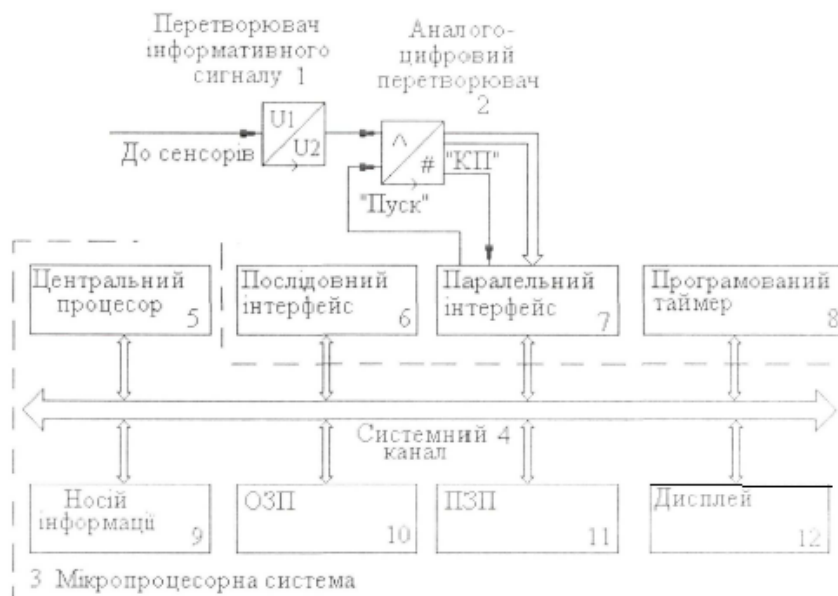 Перетворювач
інформативного
сигналу 1
Аналого-
цифровий
перетворювач
2
U1
U2
До сенсорів
^
#
"КП"
"Пуск"
Центральний
процесор 5
Послідовний
інтерфейс 6
Паралельний
інтерфейс 7
Програмований
таймер 8
Системний 4
канал
Носій
інформації 9
ОЗП
10
ПЗП
11
Дисплей
12
3 Мікропроцесорна система